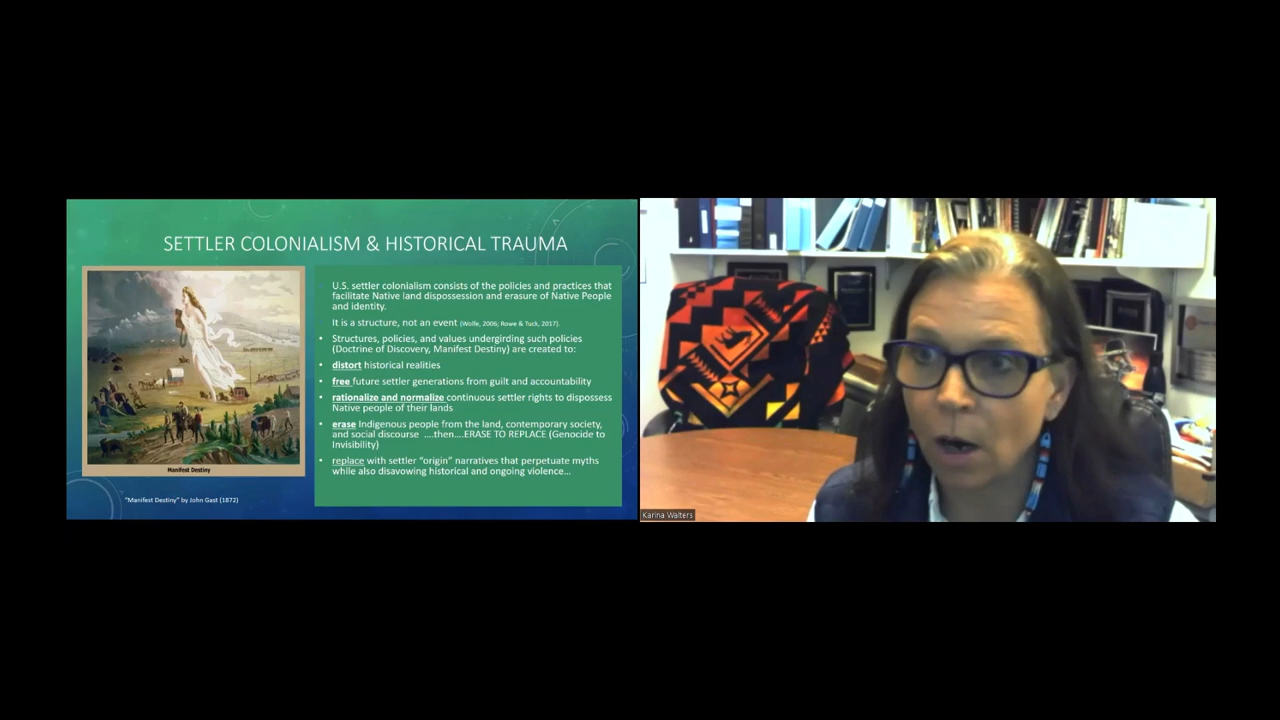 SETTLER COLONIALISM & HISTORICAL TRAUMA
Manifest Destiny
"Manifest Destiny" by John Gast (1872)
U.S. settler colonialism consists of the policies and practices that
facilitate Native land dispossession and erasure of Native People
and identity.
It is a structure, not an event (Wolfe, 2006; Rowe & Tuck, 2017).
• Structures, policies, and values undergirding such policies
(Doctrine of Discovery, Manifest Destiny) are created to:
• distort historical realities
• free future settler generations from guilt and accountability
• rationalize and normalize continuous settler rights to dispossess
Native people of their lands
• erase Indigenous people from the land, contemporary society,
and social discourse ….then….ERASE TO REPLACE (Genocide to
Invisibility)
• replace with settler “origin” narratives that perpetuate myths
while also disavowing historical and ongoing violence…
Karina Walters